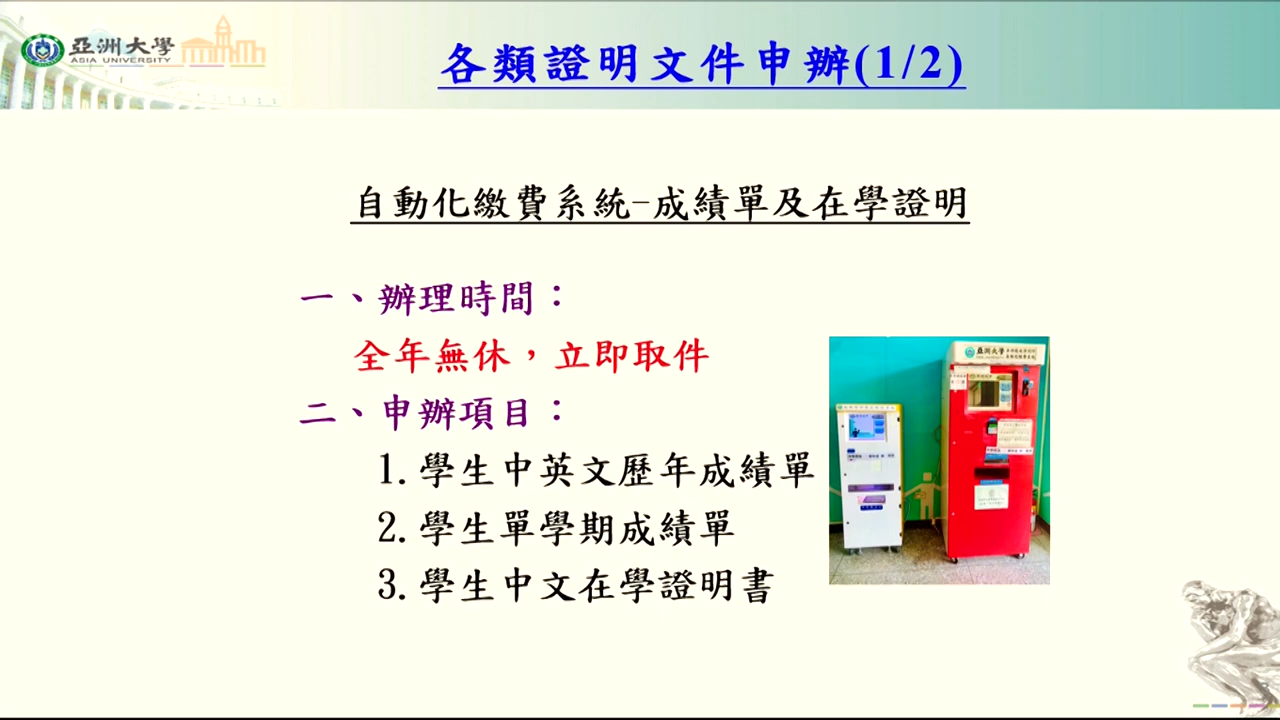 亞洲大學
ASIA UNIVERSITY
各類證明文件申辦(1/2)
自動化繳費系統-成績單及在學證明
一、辦理時間：
全年無休，立即取件
二、申辦項目：
1.學生中英文歷年成績單
2.學生單學期成績單
3.學生中文在學證明書
亞洲大學